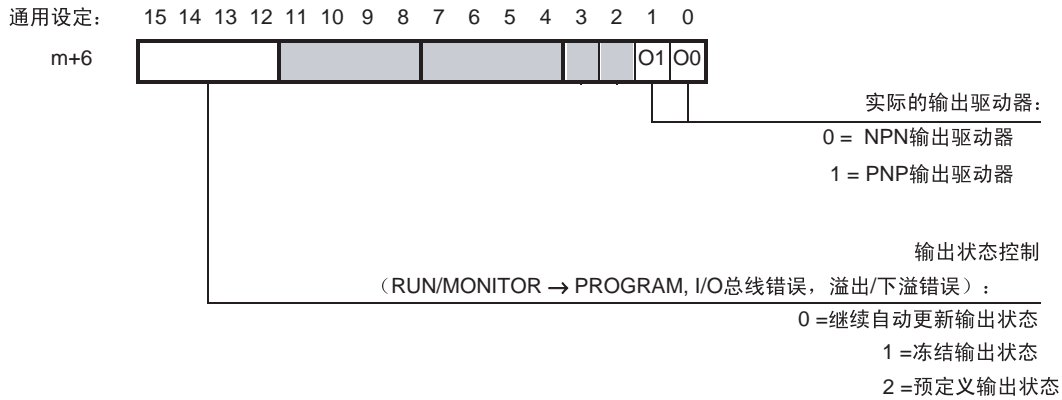 通用设定： 15 14 13 12 11 10 9 8 7 6 5 4 3 2 1 0
m+6 O1 O0
实际的输出驱动器：
0 = NPN输出驱动器
1 = PNP输出驱动器
输出状态控制
（RUN/MONITOR → PROGRAM, I/O总线错误，溢出/下溢错误）：
0 =继续自动更新输出状态
1 =冻结输出状态
2 =预定义输出状态